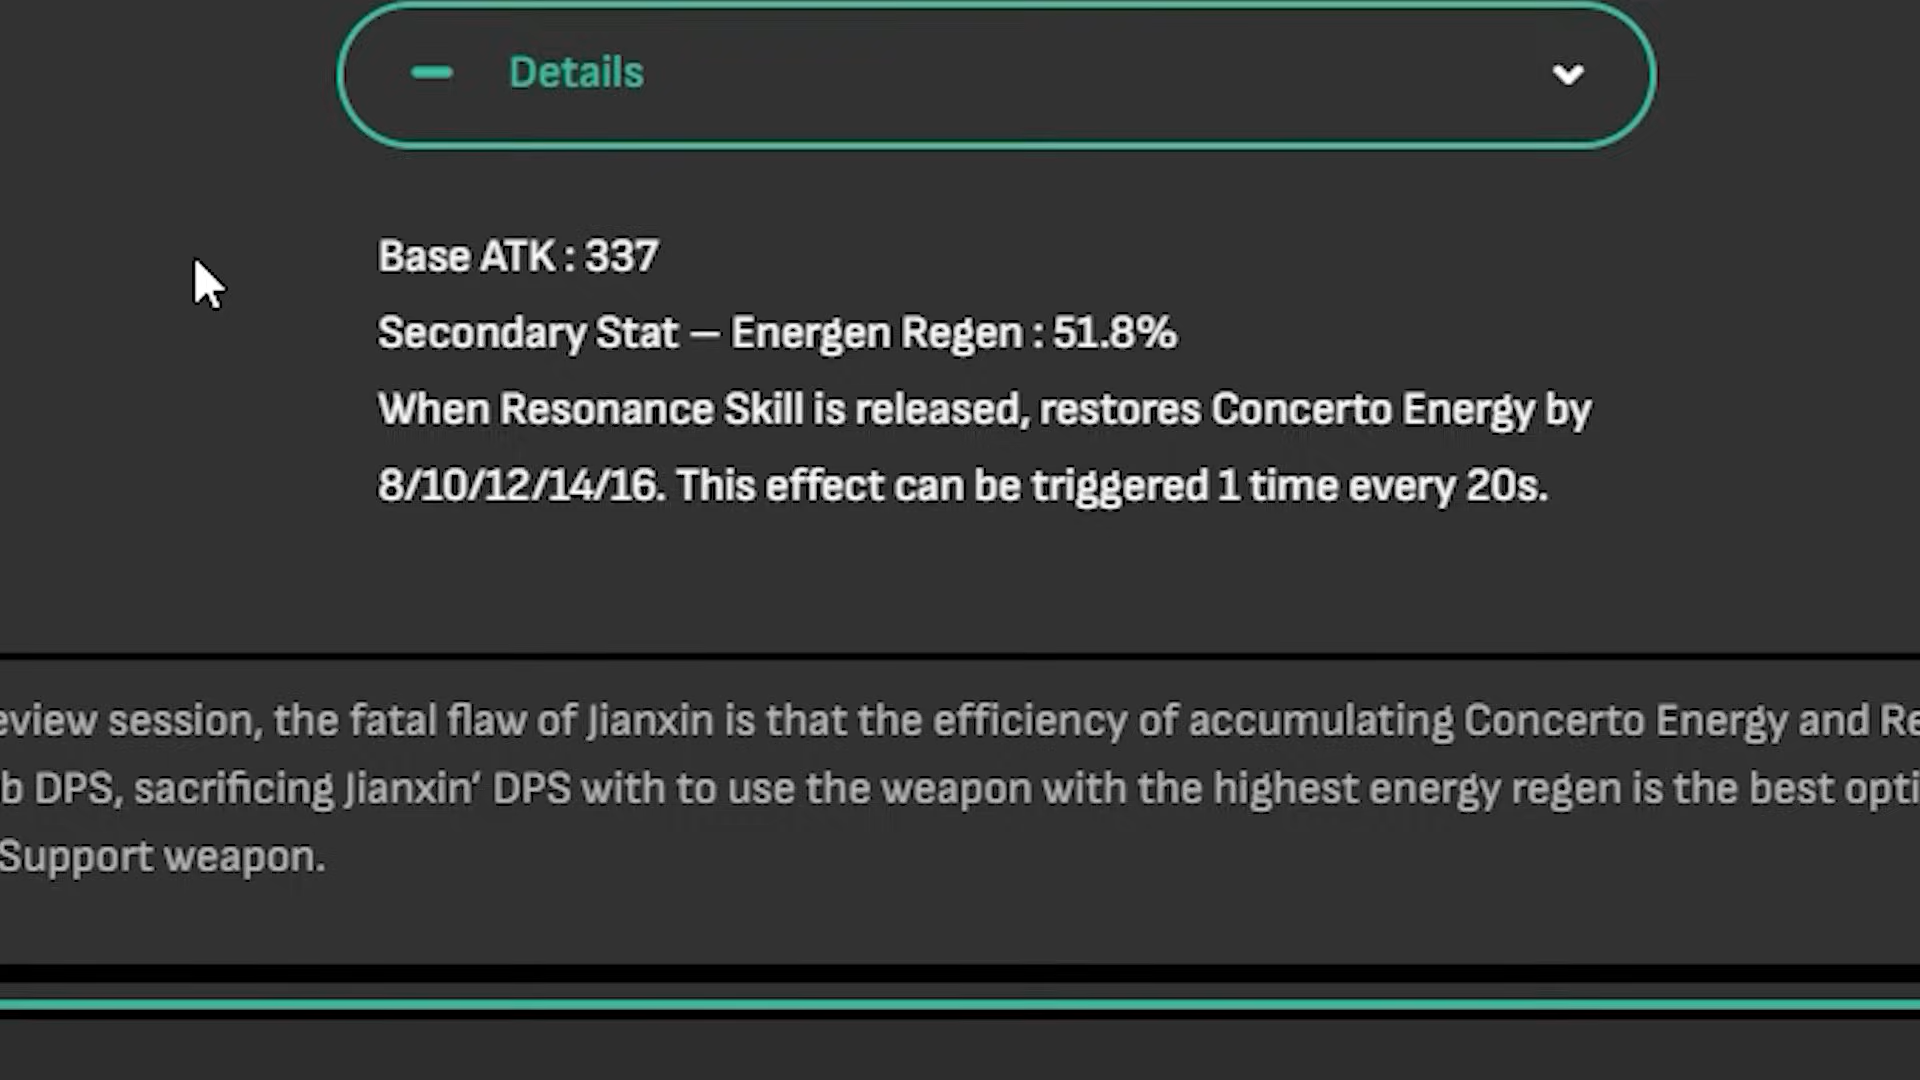 Details
Base ATK : 337
Secondary Stat – Energen Regen : 51.8%
When Resonance Skill is released, restores Concerto Energy by
8/10/12/14/16. This effect can be triggered 1 time every 20s.
eview session, the fatal flaw of Jianxin is that the efficiency of accumulating Concerto Energy and Re
b DPS, sacrificing Jianxin‘ DPS with to use the weapon with the highest energy regen is the best opti
Support weapon.